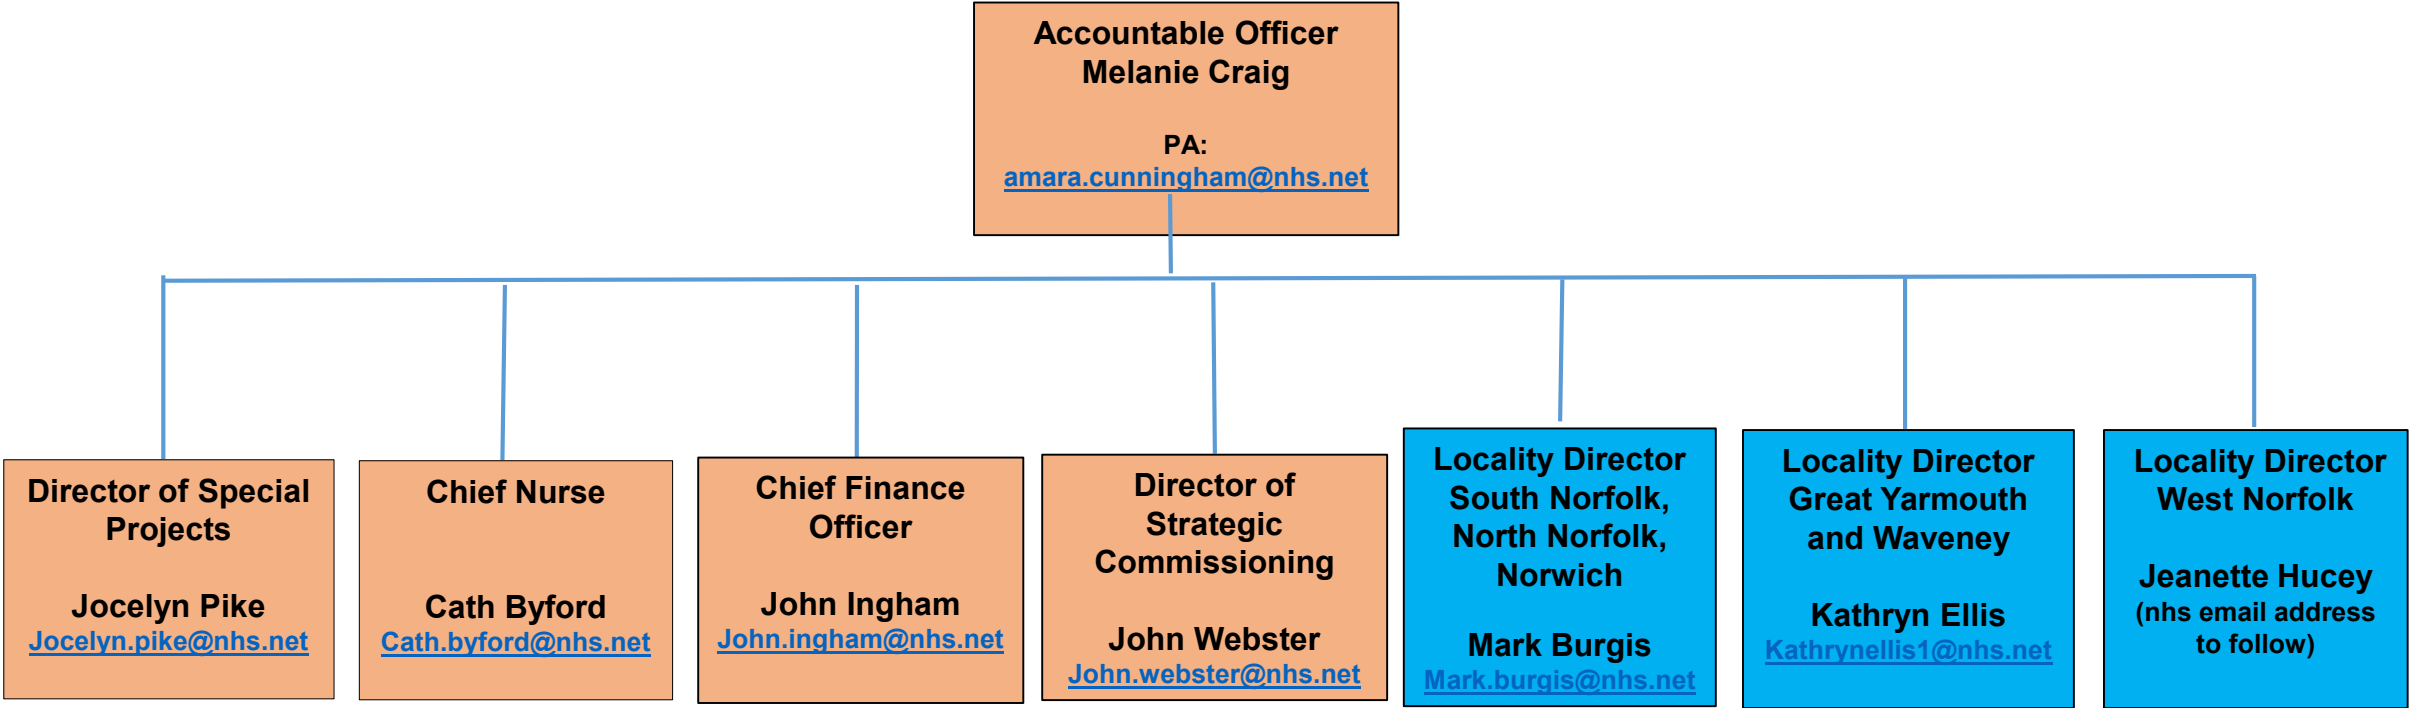 Accountable Officer
Melanie Craig
PA:
amara.cunningham@nhs.net
Director of Special
Projects
Jocelyn Pike
Jocelyn.pike@nhs.net
Chief Nurse
Cath Byford
Cath.byford@nhs.net
Chief Finance
Officer
John Ingham
John.ingham@nhs.net
Director of
Strategic
Commissioning
John Webster
John.webster@nhs.net
Locality Director
South Norfolk,
North Norfolk,
Norwich
Mark Burgis
Mark.burgis@nhs.net
Locality Director
Great Yarmouth
and Waveney
Kathryn Ellis
Kathrynellis1@nhs.net
Locality Director
West Norfolk
Jeanette Hucey
(nhs email address
to follow)